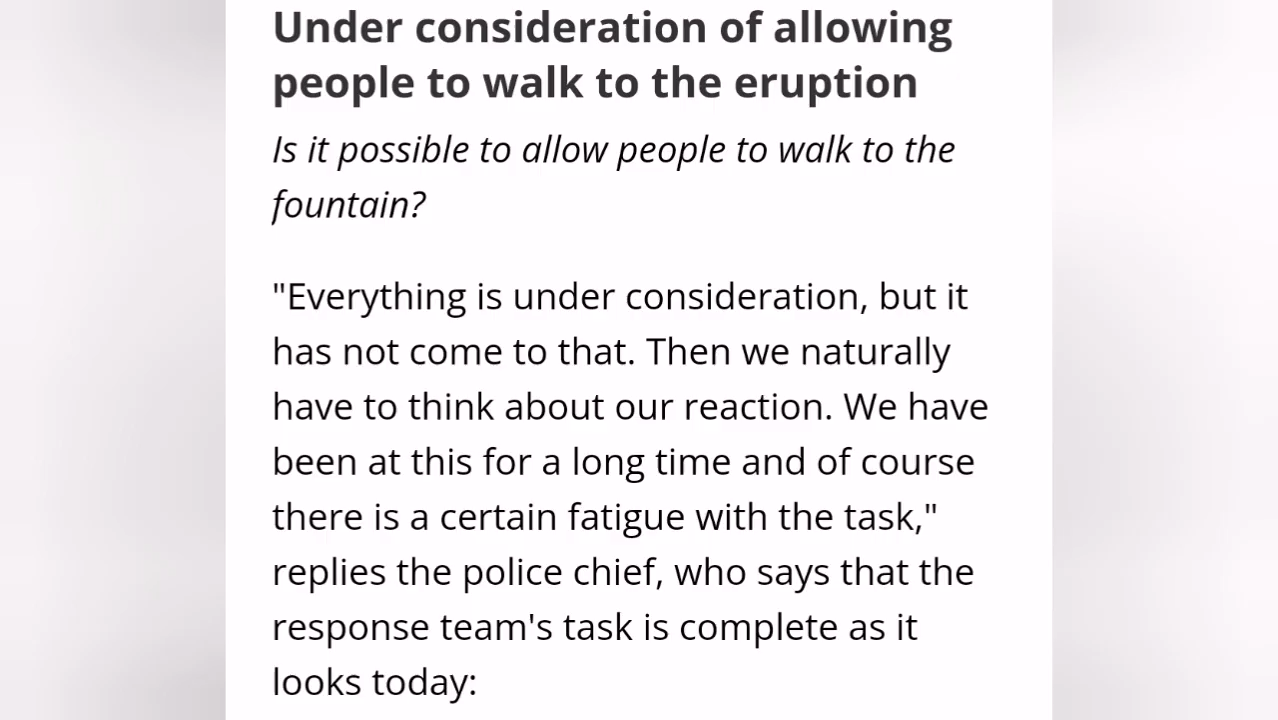 Under consideration of allowing
people to walk to the eruption
Is it possible to allow people to walk to the
fountain?
"Everything is under consideration, but it
has not come to that. Then we naturally
have to think about our reaction. We have
been at this for a long time and of course
there is a certain fatigue with the task,"
replies the police chief, who says that the
response team's task is complete as it
looks today: